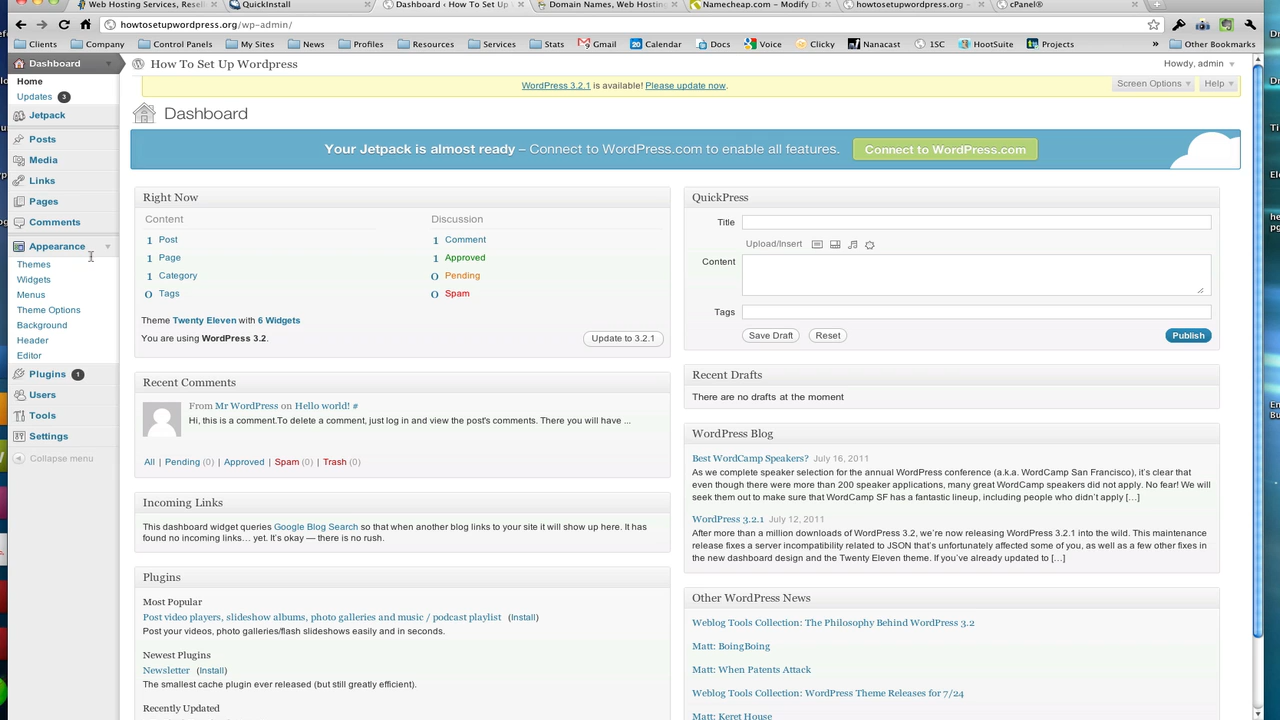 Web Hosting Services, Resell
QuickInstall
Dashboard ‹ How To Set Up
Domain Names, Web Hosting
Namecheap.com - Modify D
howtosetupwordpress.org –
cPanel®
howtosetupwordpress.org/wp-admin/
Clients
Company
Control Panels
My Sites
News
Profiles
Resources
Services
Stats
Gmail
20 Calendar
Docs
Voice
Clicky
Nanacast
1SC
HootSuite
Projects
»
Other Bookmarks
Dashboard
How To Set Up Wordpress
Howdy, admin
Home
Updates 3
Jetpack
Posts
Media
Links
Pages
Comments
Appearance
Themes
Widgets
Menus
Theme Options
Background
Header
Editor
Plugins 1
Users
Tools
Settings
Collapse menu
WordPress 3.2.1 is available! Please update now.
Screen Options
Help
Dashboard
Your Jetpack is almost ready – Connect to WordPress.com to enable all features.
Connect to WordPress.com
Right Now
Content
Discussion
1 Post
1 Comment
1 Page
1 Approved
1 Category
0 Pending
0 Tags
0 Spam
Theme Twenty Eleven with 6 Widgets
You are using WordPress 3.2.
Update to 3.2.1
Recent Comments
From Mr WordPress on Hello world! #
Hi, this is a comment.To delete a comment, just log in and view the post's comments. There you will have ...
All | Pending (0) | Approved | Spam (0) | Trash (0)
Incoming Links
This dashboard widget queries Google Blog Search so that when another blog links to your site it will show up here. It has
found no incoming links… yet. It's okay — there is no rush.
Plugins
Most Popular
Post video players, slideshow albums, photo galleries and music / podcast playlist (Install)
Post your videos, photo galleries/flash slideshows easily and in seconds.
Newest Plugins
Newsletter (Install)
The smallest cache plugin ever released (but still greatly efficient).
Recently Updated
QuickPress
Title
Upload/Insert
Content
Tags
Save Draft
Reset
Publish
Recent Drafts
There are no drafts at the moment
WordPress Blog
Best WordCamp Speakers? July 16, 2011
As we complete speaker selection for the annual WordPress conference (a.k.a. WordCamp San Francisco), it's clear that
even though there were more than 200 speaker applications, many great WordCamp speakers did not apply. No fear! We will
seek them out to make sure that WordCamp SF has a fantastic lineup, including people who didn't apply […]
WordPress 3.2.1 July 12, 2011
After more than a million downloads of WordPress 3.2, we're now releasing WordPress 3.2.1 into the wild. This maintenance
release fixes a server incompatibility related to JSON that's unfortunately affected some of you, as well as a few other fixes in
the new dashboard design and the Twenty Eleven theme. If you've already updated to […]
Other WordPress News
Weblog Tools Collection: The Philosophy Behind WordPress 3.2
Matt: BoingBoing
Matt: When Patents Attack
Weblog Tools Collection: WordPress Theme Releases for 7/24
Matt: Keret House